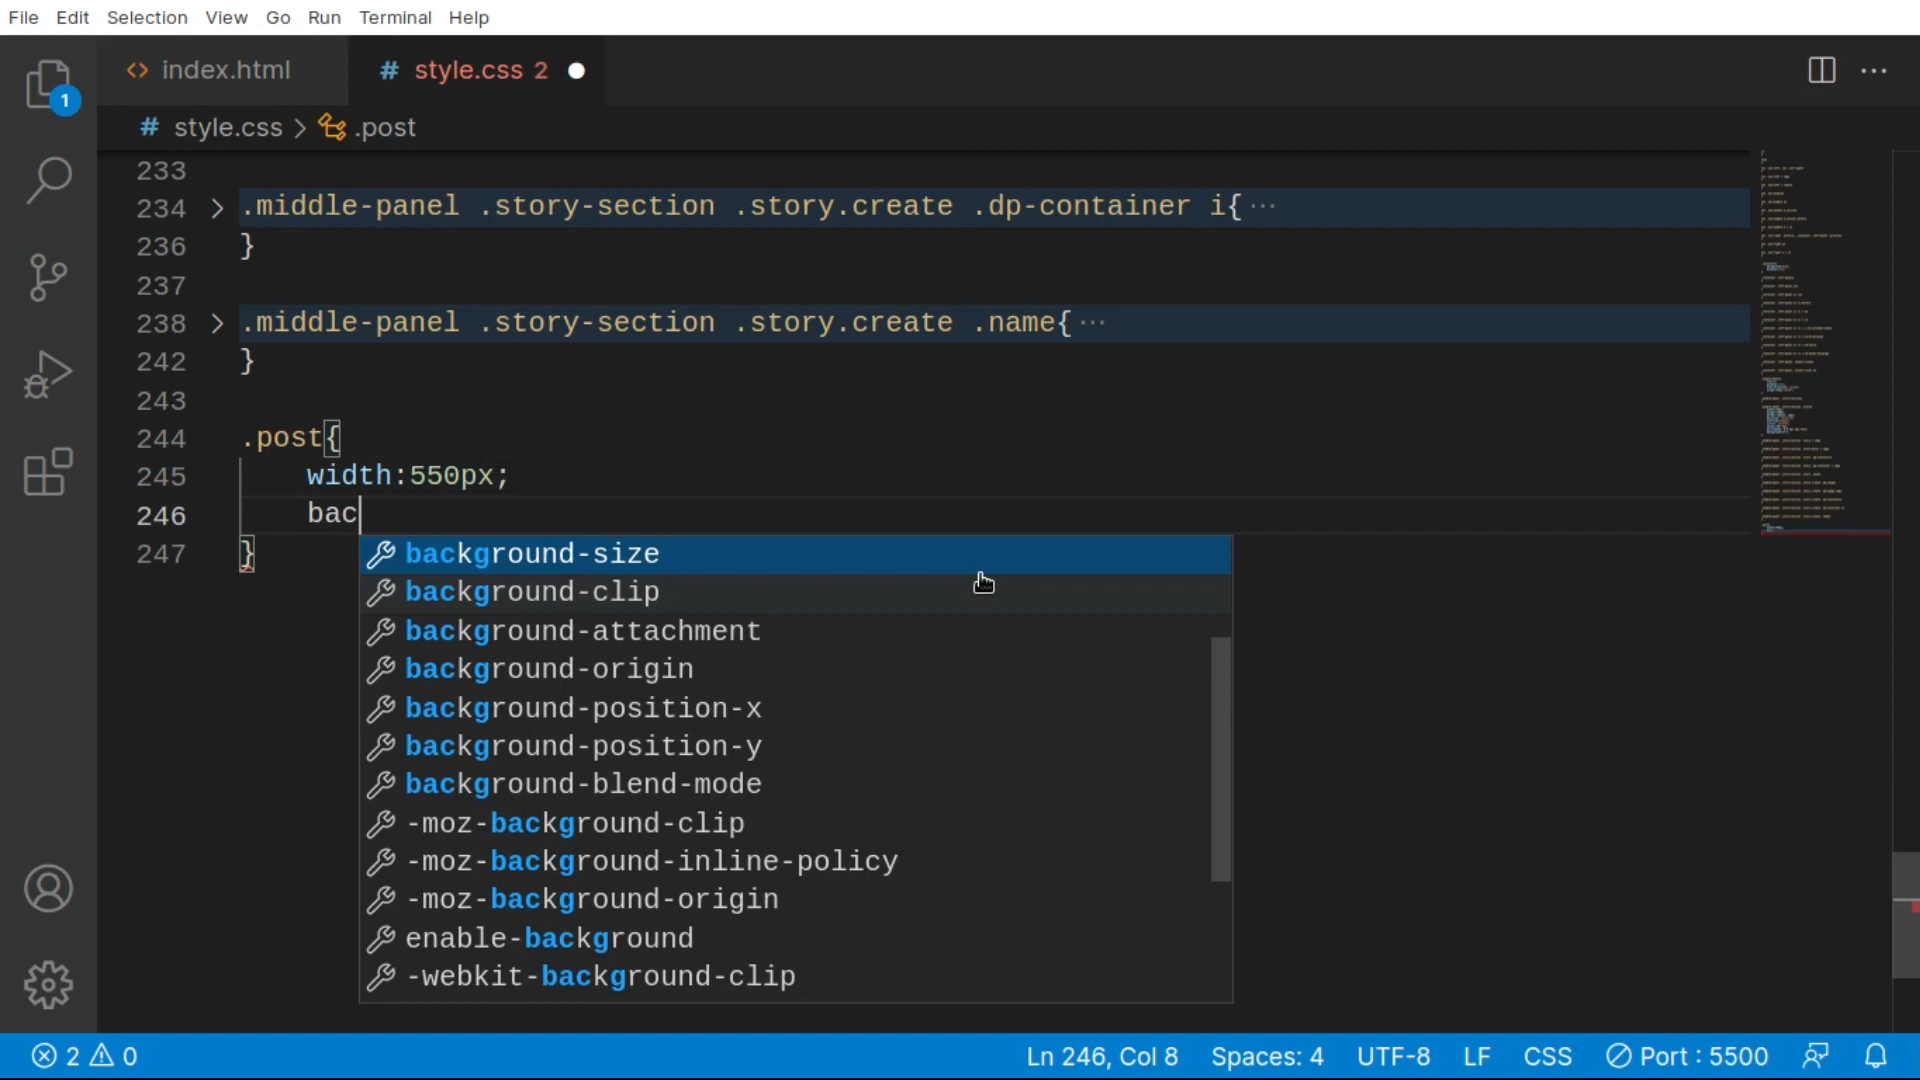 File Edit Selection View Go Run Terminal Help
1
<> index.html # style.css 2
# style.css > .post
233
234 .middle-panel .story-section .story.create .dp-container i{···
236 }
237
238 .middle-panel .story-section .story.create .name{···
242 }
243
244 .post{
245 width:550px;
246 bac
247 }
background-size
background-clip
background-attachment
background-origin
background-position-x
background-position-y
background-blend-mode
-moz-background-clip
-moz-background-inline-policy
-moz-background-origin
enable-background
-webkit-background-clip
2 0 Ln 246, Col 8 Spaces: 4 UTF-8 LF CSS Port : 5500